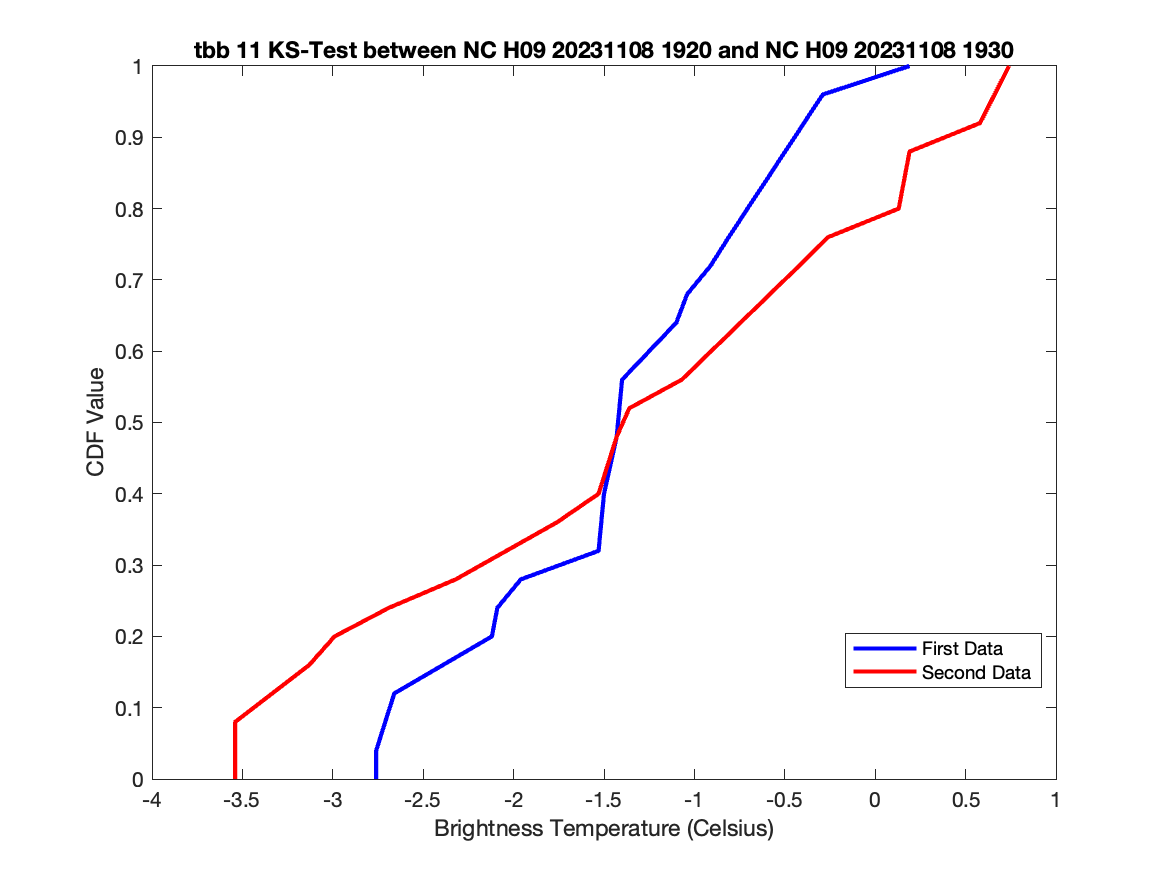 tbb 11 KS-Test between NC H09 20231108 1920 and NC H09 20231108 1930
1
0.9
0.8
0.7
0.6
0.5
0.4
0.3
0.2
0.1
0
CDF Value
First Data
Second Data
-4 -3.5 -3 -2.5 -2 -1.5 -1 -0.5 0 0.5 1
Brightness Temperature (Celsius)